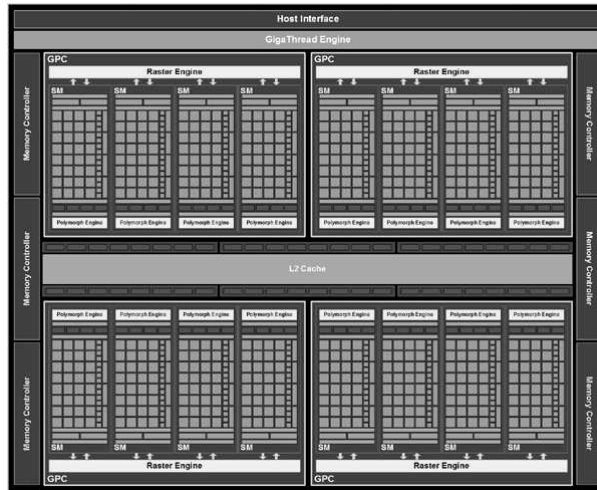 Host Interface
GigaThread Engine
GPC
GPC
Raster Engine
Raster Engine
SM SM SM SM
SM SM SM SM
Memory Controller
Memory Controller
Polymorph Engine Polymorph Engine Polymorph Engine Polymorph Engine
Polymorph Engine Polymorph Engine Polymorph Engine Polymorph Engine
Memory Controller
L2 Cache
Memory Controller
Polymorph Engine Polymorph Engine Polymorph Engine Polymorph Engine
Polymorph Engine Polymorph Engine Polymorph Engine Polymorph Engine
Memory Controller
Memory Controller
SM SM SM SM
SM SM SM SM
Raster Engine
Raster Engine
GPC
GPC